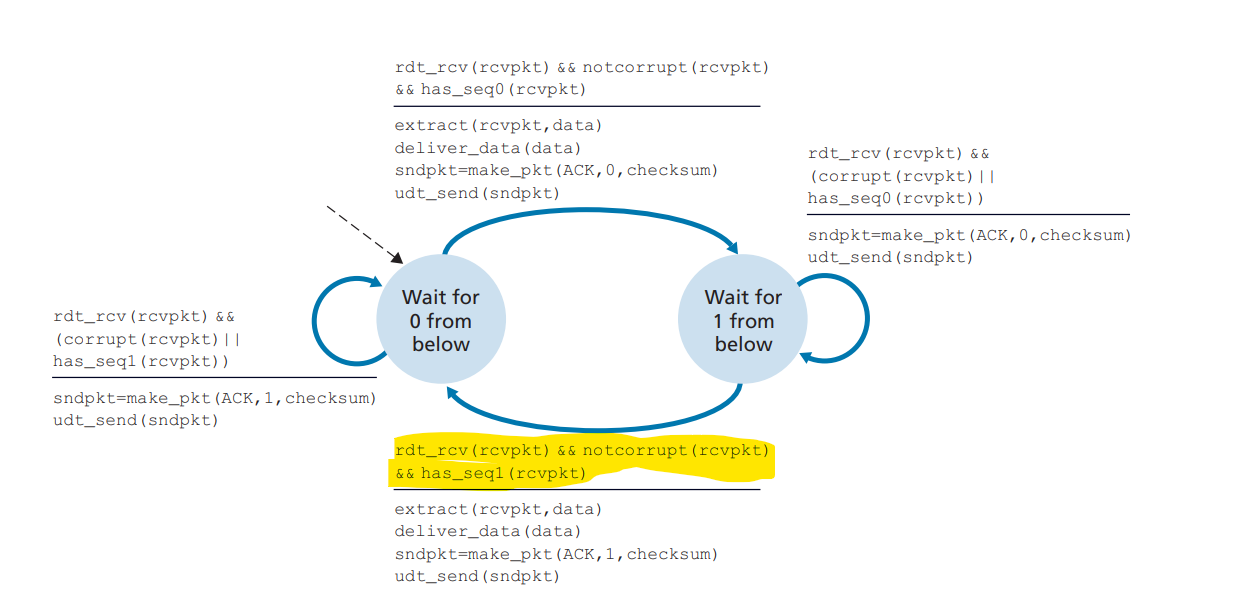 rdt_rcv(rcvpkt) && notcorrupt(rcvpkt)
&& has_seq0(rcvpkt)
extract(rcvpkt,data)
deliver_data(data)
sndpkt=make_pkt(ACK,0,checksum)
udt_send(sndpkt)
rdt_rcv(rcvpkt) &&
(corrupt(rcvpkt)||
has_seq0(rcvpkt))
sndpkt=make_pkt(ACK,0,checksum)
udt_send(sndpkt)
Wait for
0 from
below
Wait for
1 from
below
rdt_rcv(rcvpkt) &&
(corrupt(rcvpkt)||
has_seq1(rcvpkt))
sndpkt=make_pkt(ACK,1,checksum)
udt_send(sndpkt)
rdt_rcv(rcvpkt) && notcorrupt(rcvpkt)
&& has_seq1(rcvpkt)
extract(rcvpkt,data)
deliver_data(data)
sndpkt=make_pkt(ACK,1,checksum)
udt_send(sndpkt)